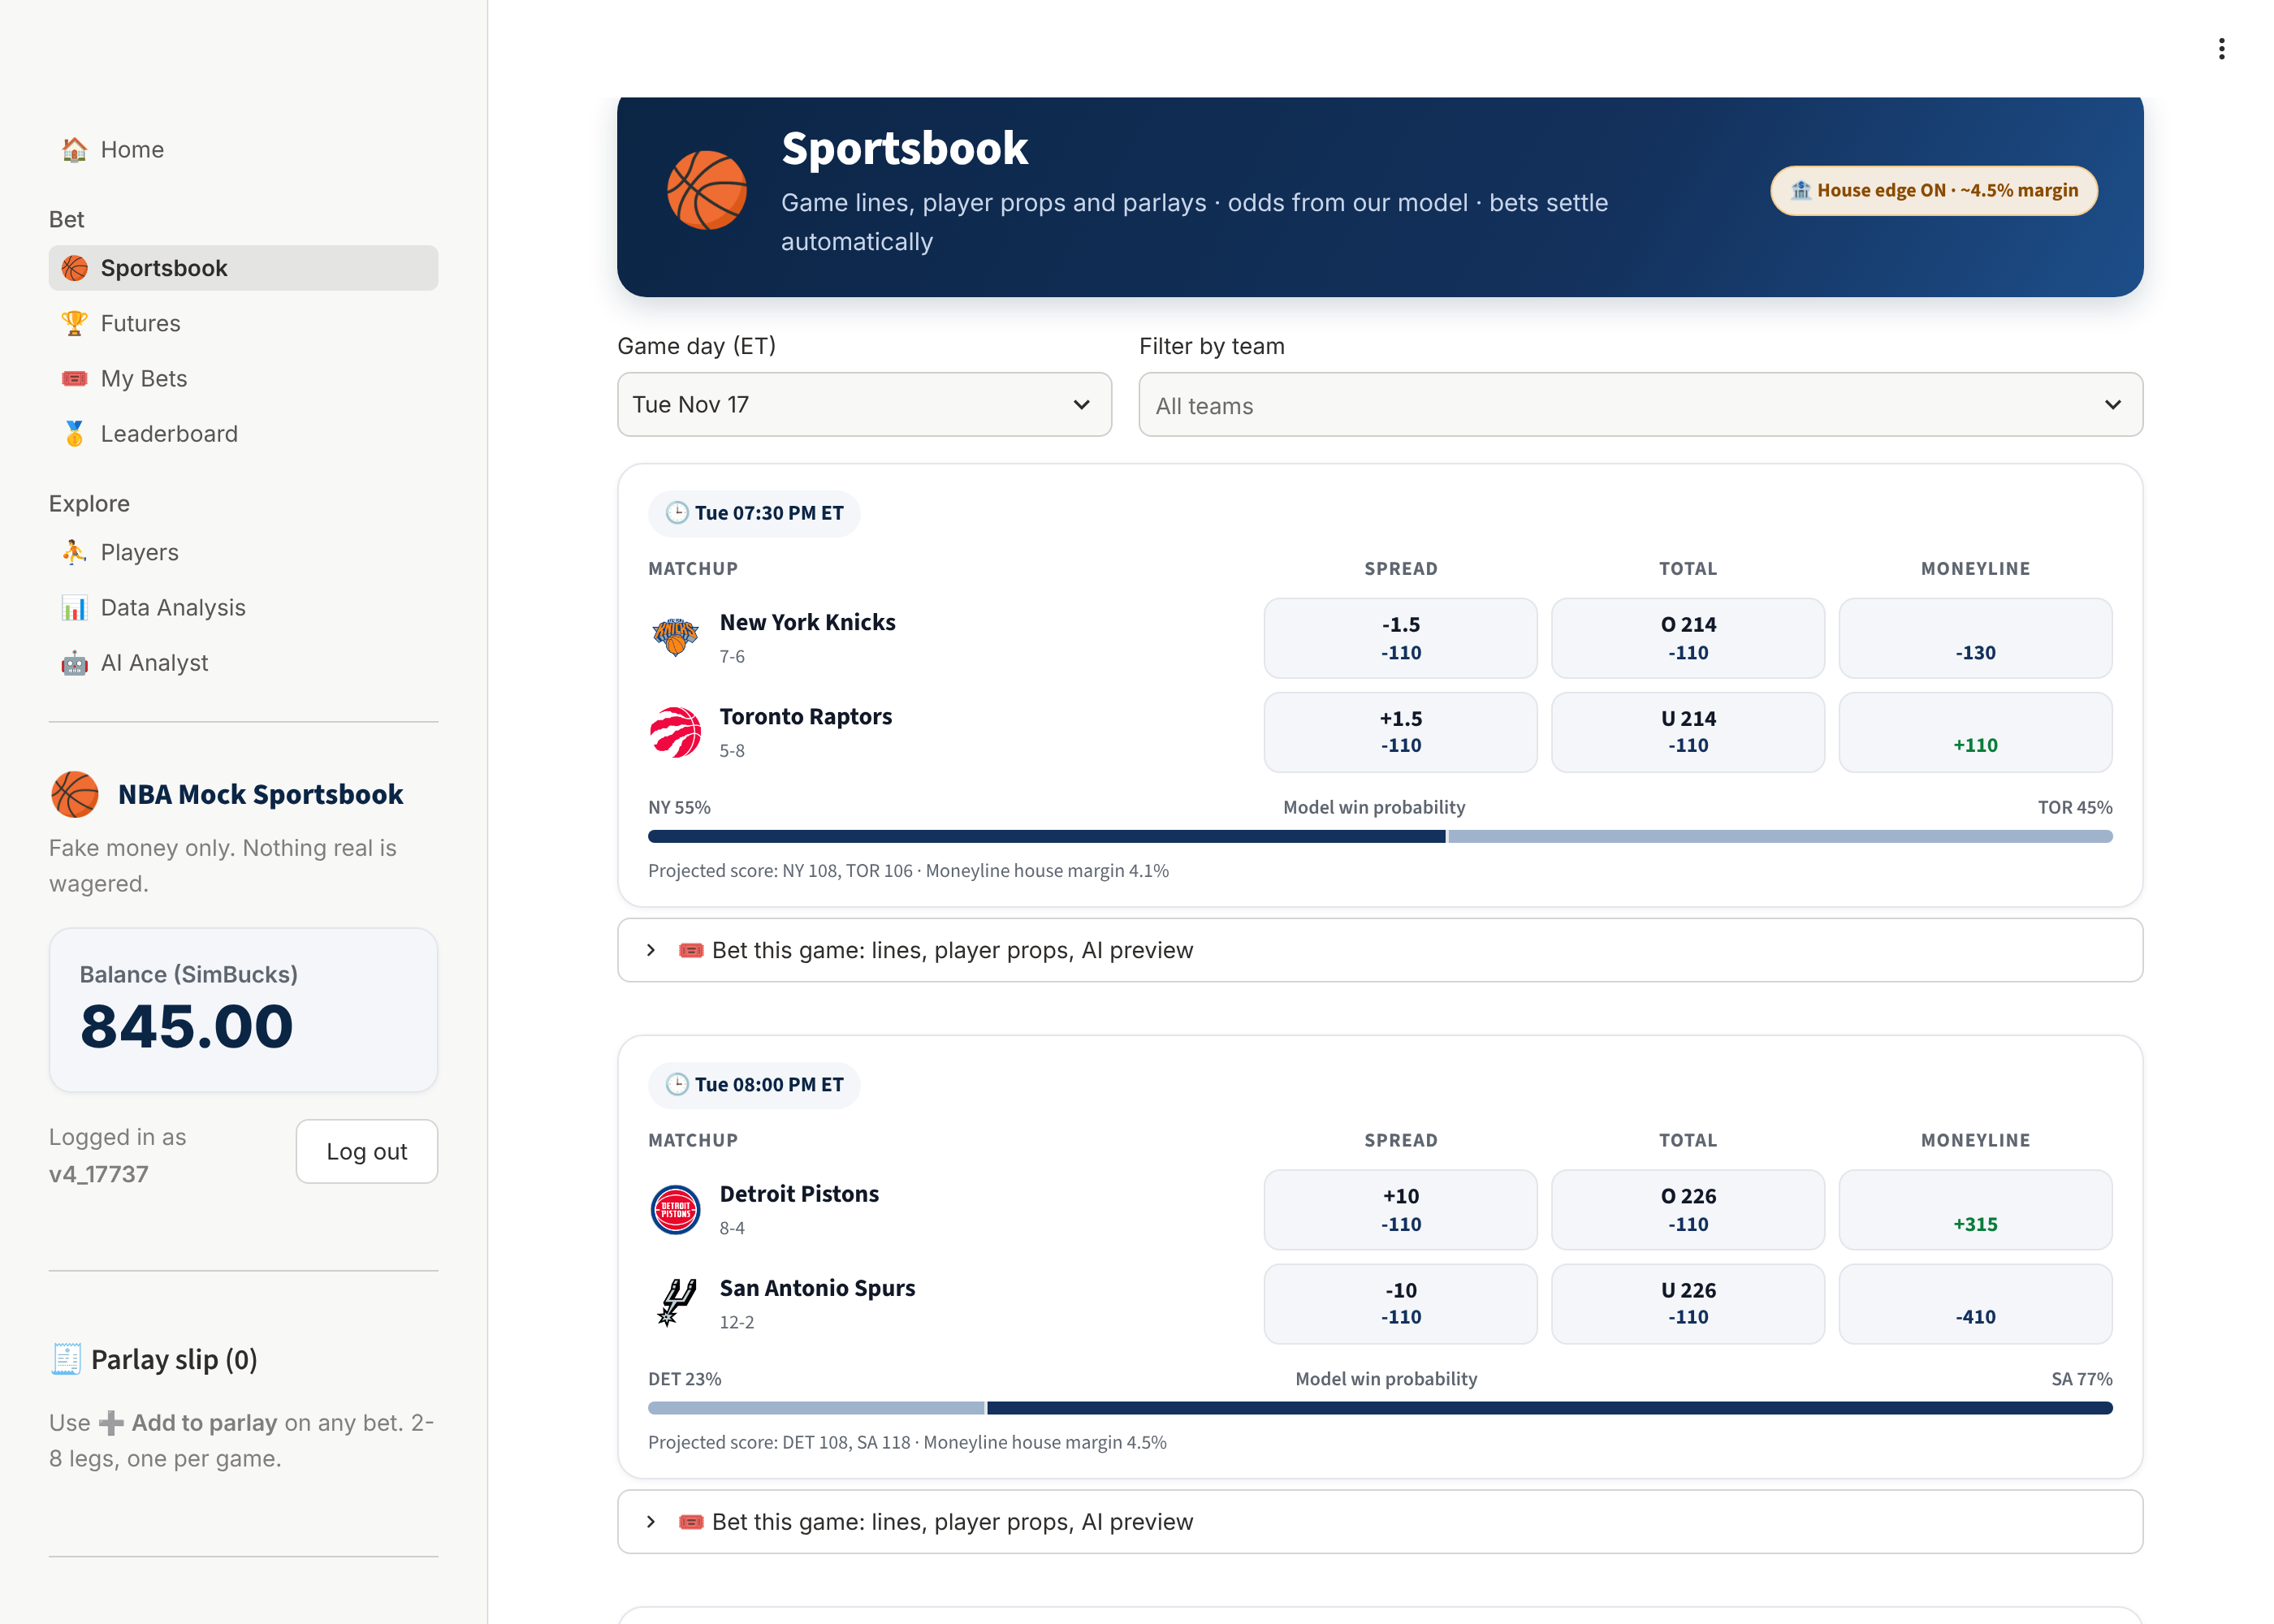 Home
Bet
Sportsbook
Futures
My Bets
Leaderboard
Explore
Players
Data Analysis
AI Analyst
NBA Mock Sportsbook
Fake money only. Nothing real is
wagered.
Balance (SimBucks)
845.00
Logged in as
v4_17737
Log out
Parlay slip (0)
Use ➕ Add to parlay on any bet. 2-
8 legs, one per game.
Sportsbook
Game lines, player props and parlays · odds from our model · bets settle
automatically
House edge ON · ~4.5% margin
Game day (ET)
Filter by team
Tue Nov 17
All teams
Tue 07:30 PM ET
MATCHUP SPREAD TOTAL MONEYLINE
KNICKS
New York Knicks
7-6
-1.5
-110
O 214
-110
-130
Toronto Raptors
5-8
+1.5
-110
U 214
-110
+110
NY 55% Model win probability TOR 45%
Projected score: NY 108, TOR 106 · Moneyline house margin 4.1%
Bet this game: lines, player props, AI preview
Tue 08:00 PM ET
MATCHUP SPREAD TOTAL MONEYLINE
DETROIT
PISTONS
Detroit Pistons
8-4
+10
-110
O 226
-110
+315
San Antonio Spurs
12-2
-10
-110
U 226
-110
-410
DET 23% Model win probability SA 77%
Projected score: DET 108, SA 118 · Moneyline house margin 4.5%
Bet this game: lines, player props, AI preview